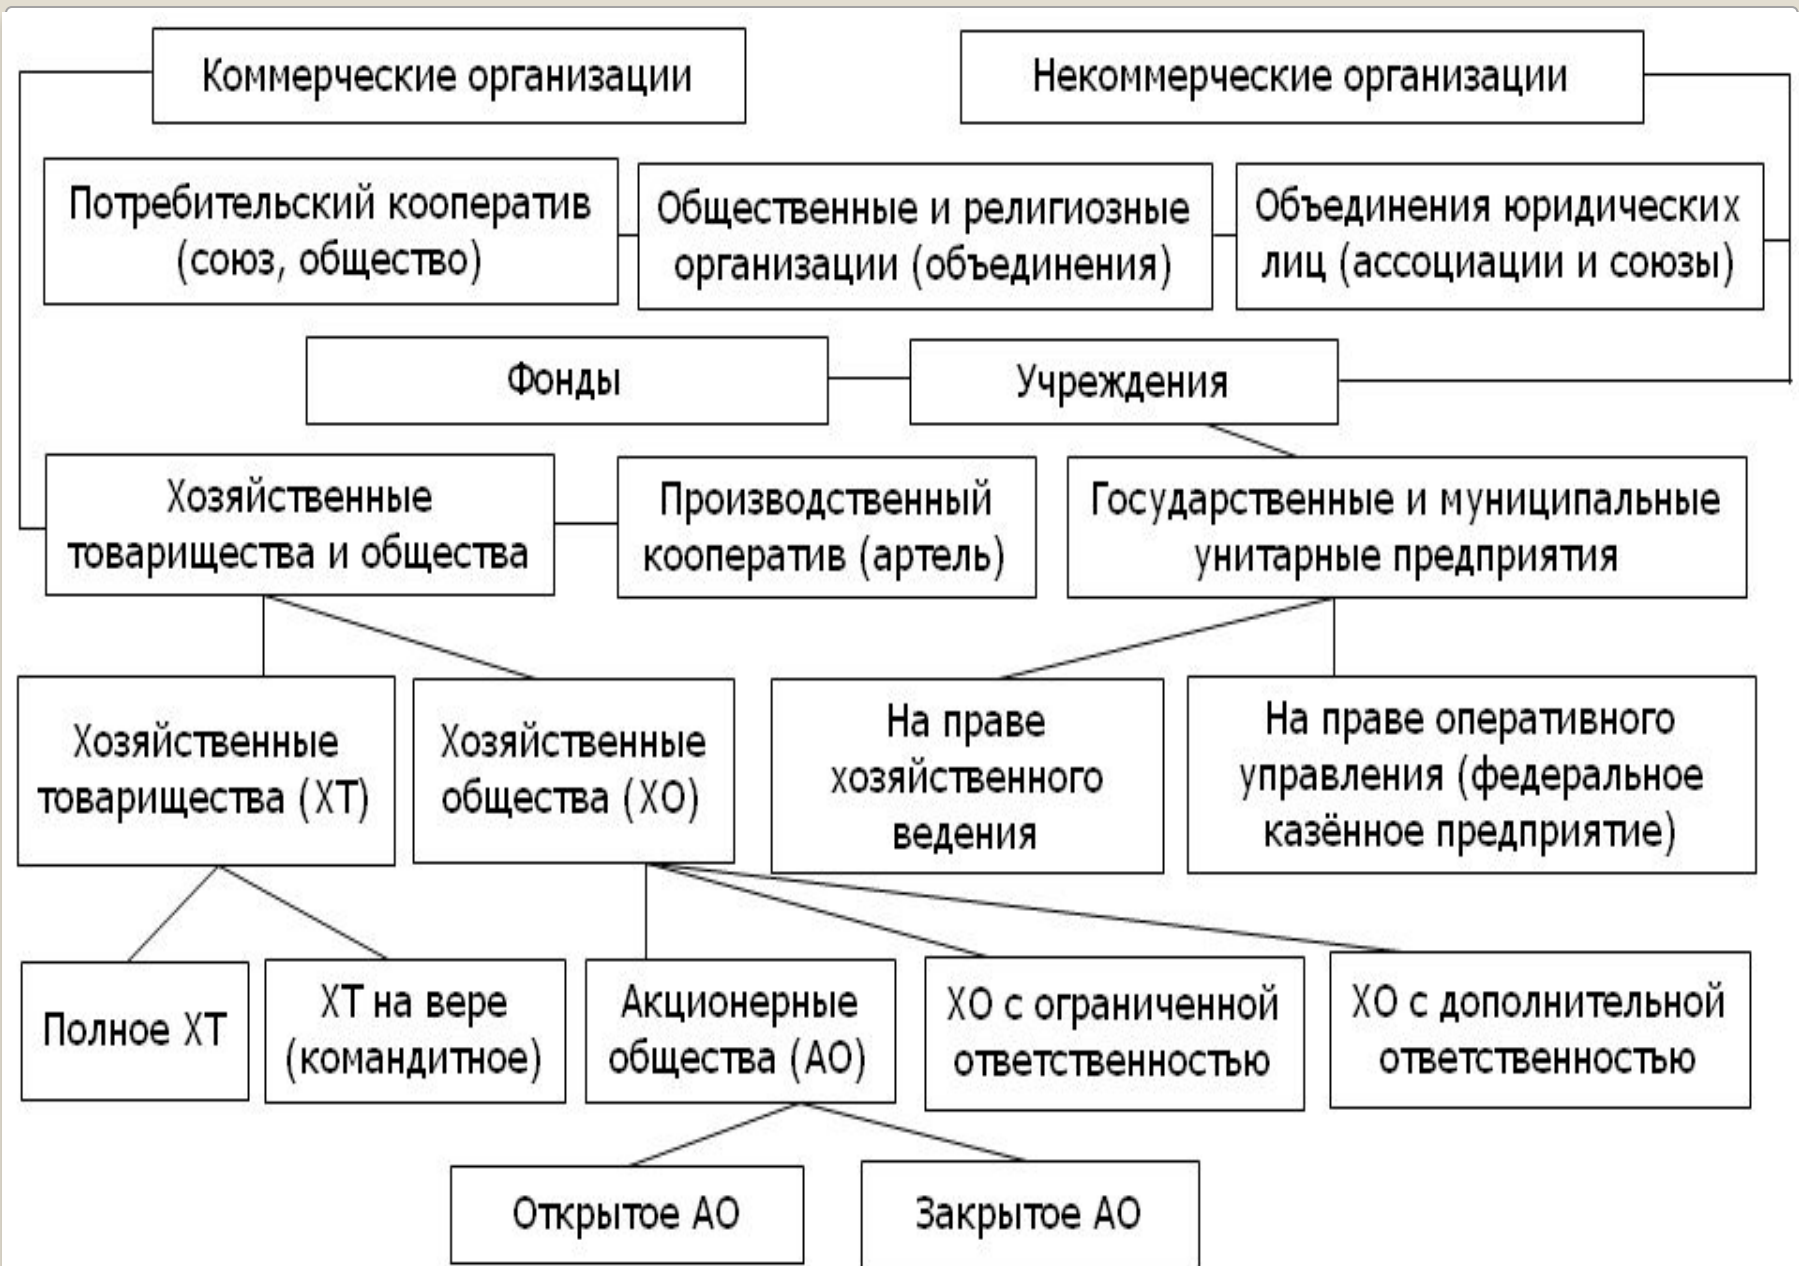 Коммерческие организации
Некоммерческие организации
Потребительский кооператив
(союз, общество)
Общественные и религиозные
организации (объединения)
Объединения юридических
лиц (ассоциации и союзы)
Фонды
Учреждения
Хозяйственные
товарищества и общества
Производственный
кооператив (артель)
Государственные и муниципальные
унитарные предприятия
Хозяйственные
товарищества (ХТ)
Хозяйственные
общества (ХО)
На праве
хозяйственного
ведения
На праве оперативного
управления (федеральное
казённое предприятие)
Полное ХТ
ХТ на вере
(командитное)
Акционерные
общества (АО)
ХО с ограниченной
ответственностью
ХО с дополнительной
ответственностью
Открытое АО
Закрытое АО